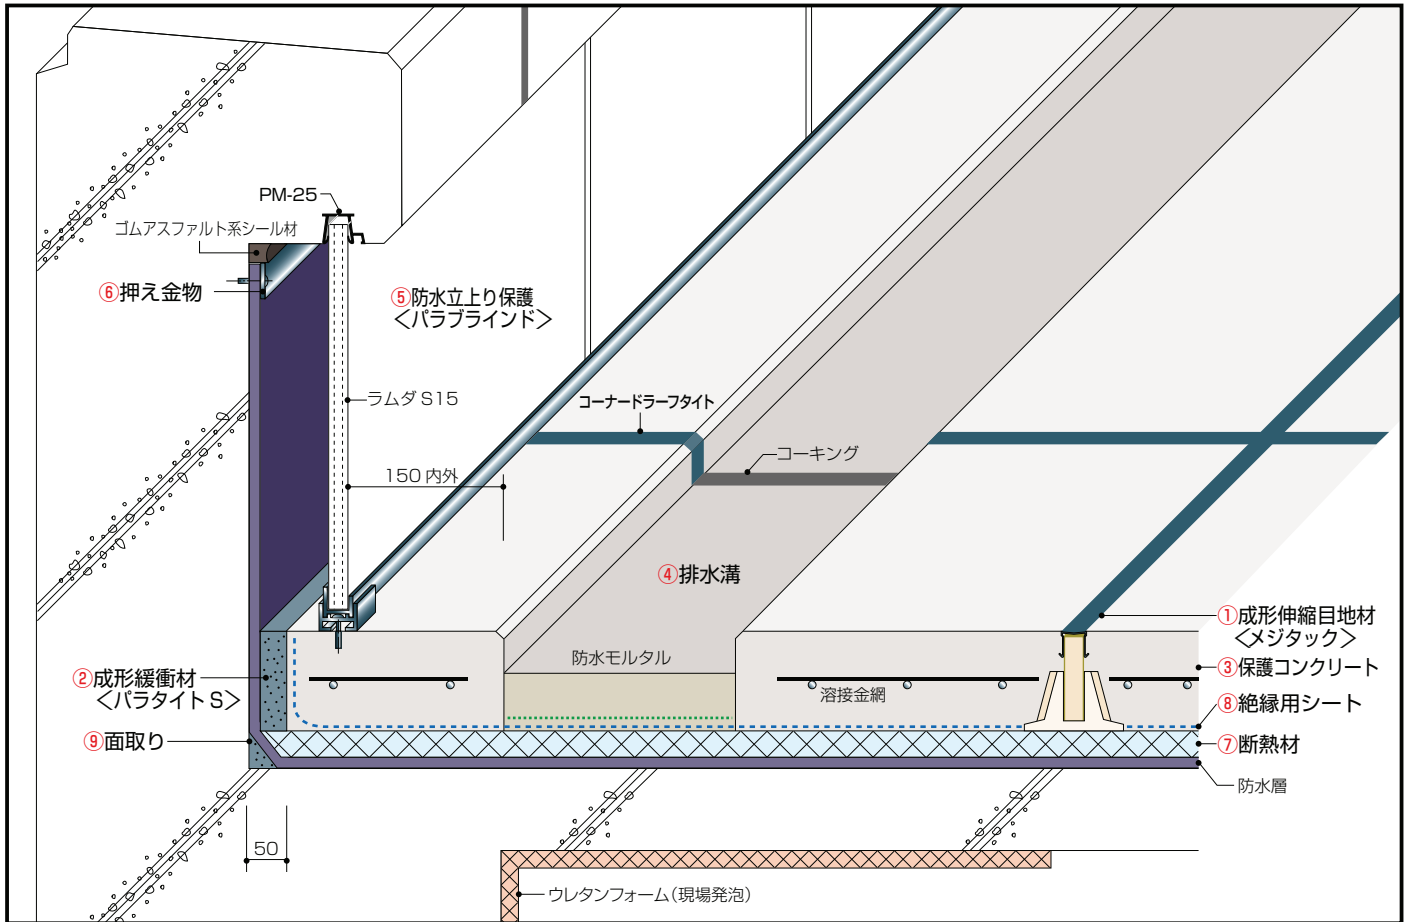 PM-25
ゴムアスファルト系シール材
⑥押え金物
⑤防水立上り保護
＜パラブラインド＞
ラムダ S15
コーナードラーフタイト
コーキング
150 内外
④排水溝
①成形伸縮目地材
＜メジタック＞
防水モルタル
③保護コンクリート
②成形緩衝材
＜パラタイト S＞
溶接金網
⑧絶縁用シート
⑨面取り
⑦断熱材
防水層
50
ウレタンフォーム（現場発泡）